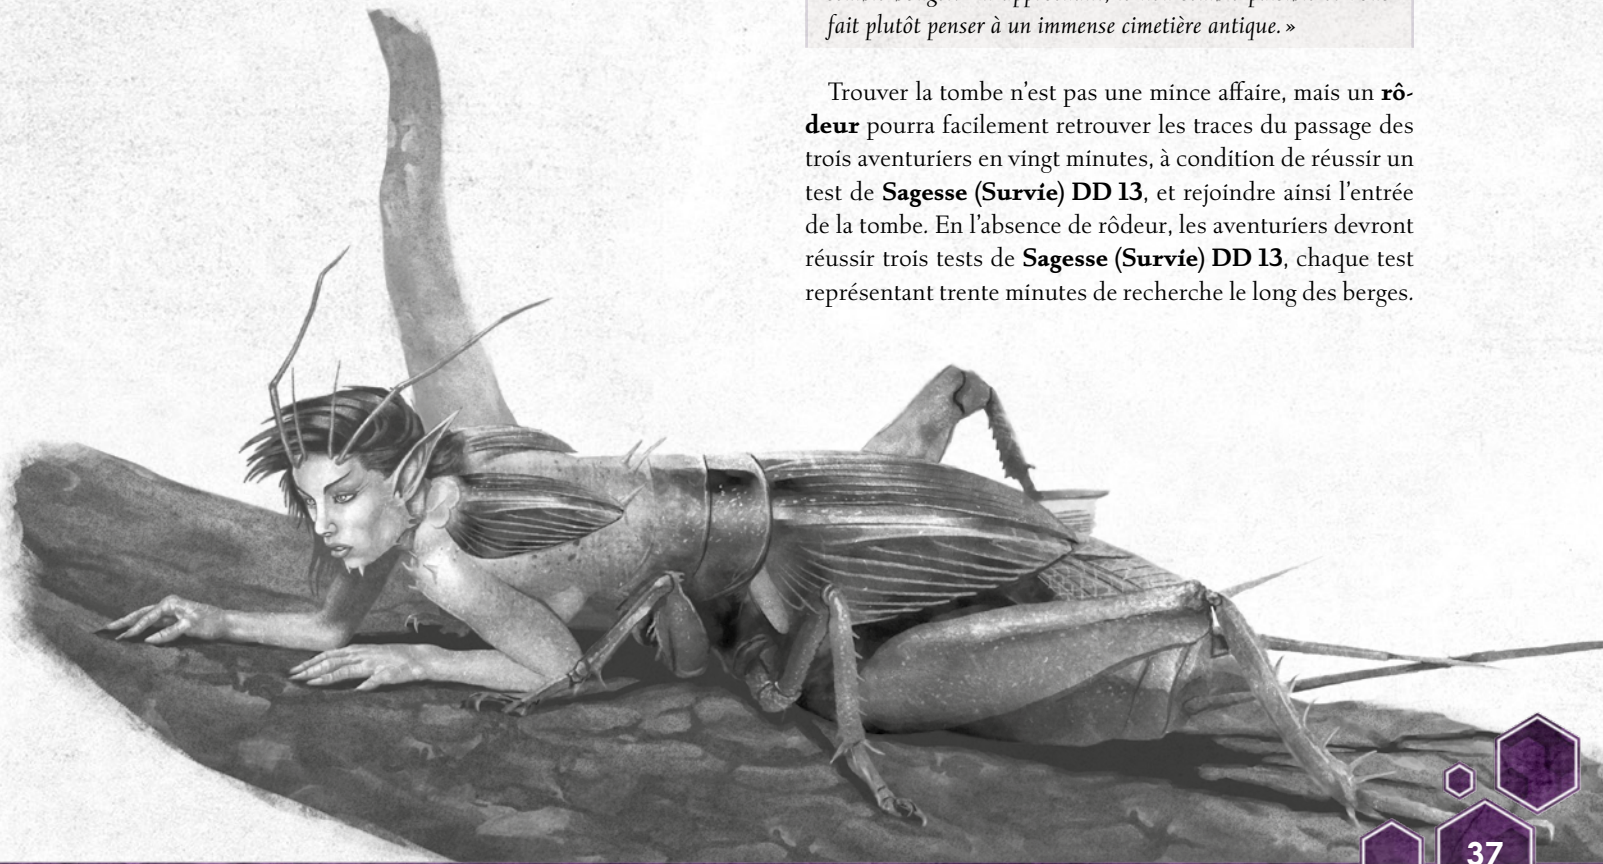 fait plutôt penser à un immense cimetière antique. »
Trouver la tombe n’est pas une mince affaire, mais un rô-
deur pourra facilement retrouver les traces du passage des
trois aventuriers en vingt minutes, à condition de réussir un
test de Sagesse (Survie) DD 13, et rejoindre ainsi l’entrée
de la tombe. En l’absence de rôdeur, les aventuriers devront
réussir trois tests de Sagesse (Survie) DD 13, chaque test
représentant trente minutes de recherche le long des berges.
37